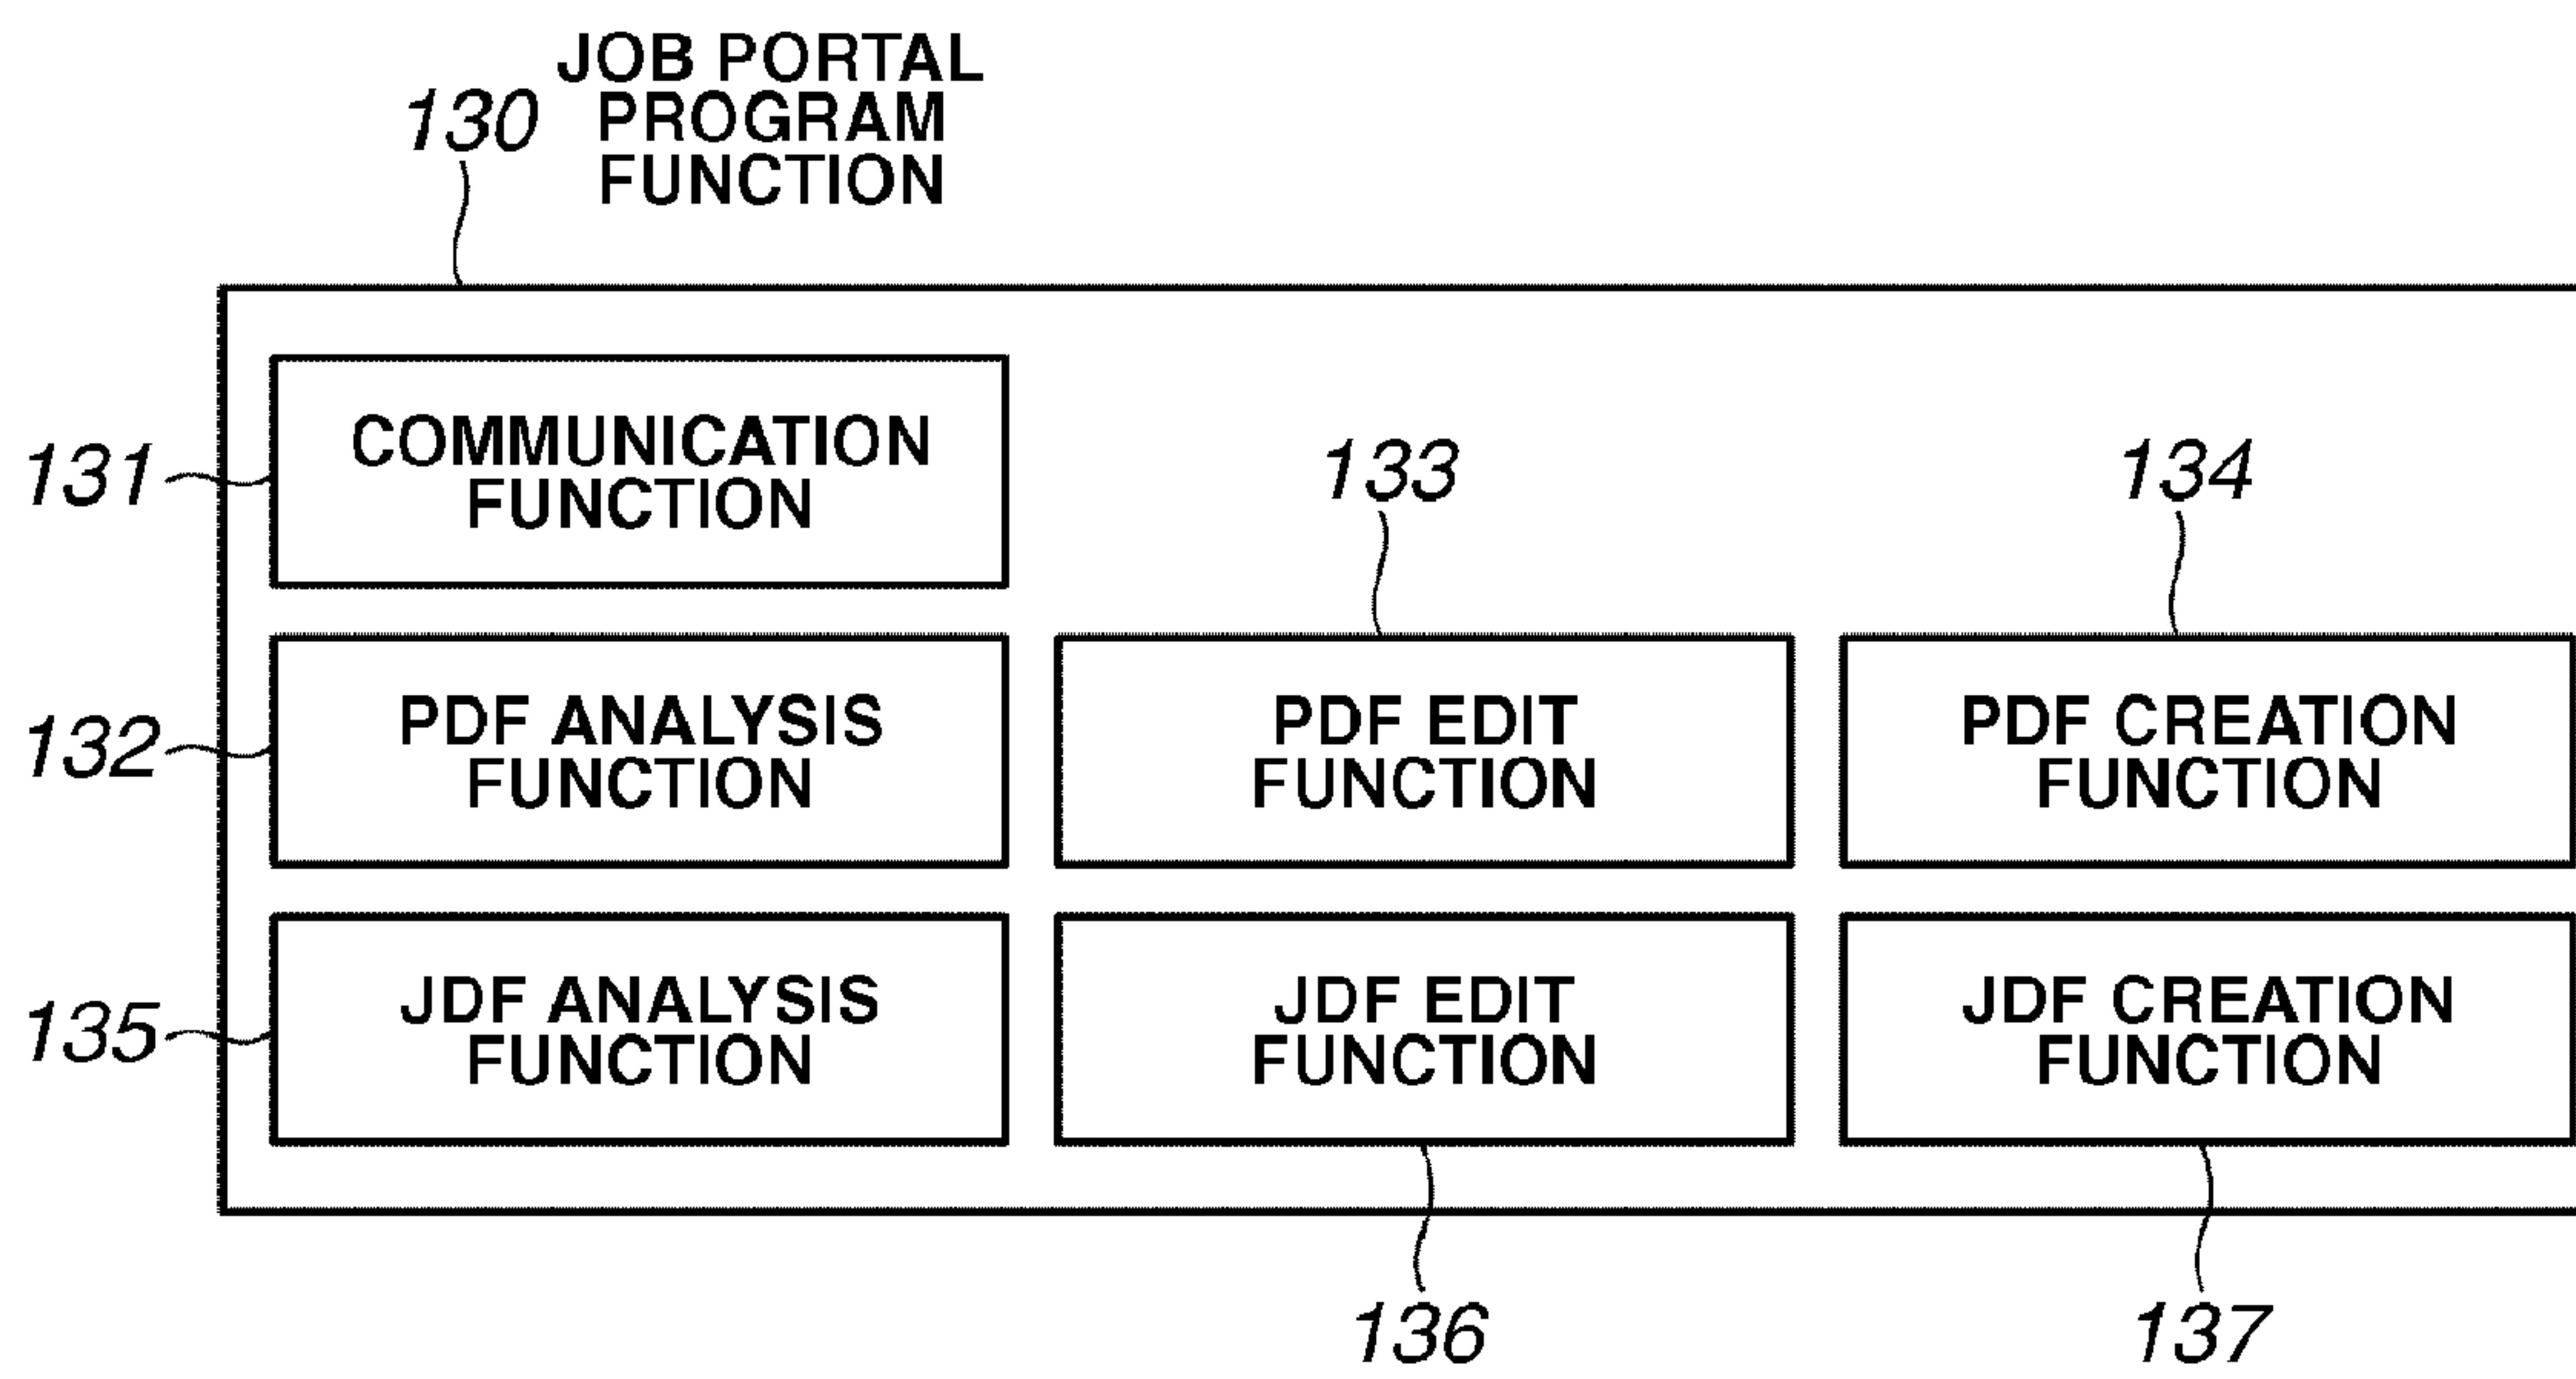 JOB PORTAL
PROGRAM
FUNCTION
130
COMMUNICATION
FUNCTION
131
133
134
PDF ANALYSIS
FUNCTION
132
PDF EDIT
FUNCTION
PDF CREATION
FUNCTION
JDF ANALYSIS
FUNCTION
135
JDF EDIT
FUNCTION
JDF CREATION
FUNCTION
136
137